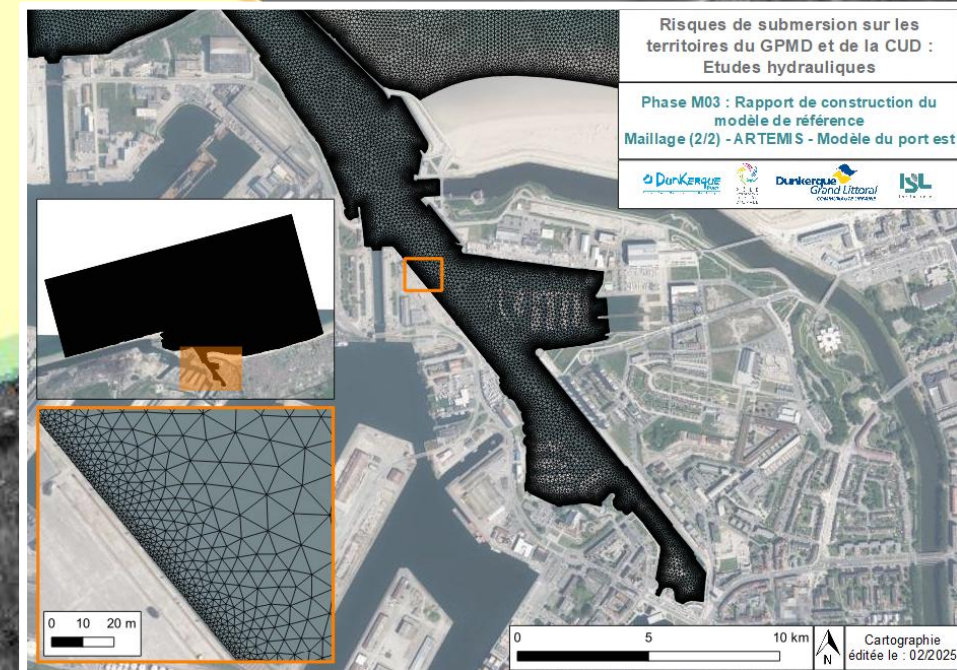 Risques de submersion sur les
territoires du GPMD et de la CUD :
Etudes hydrauliques
Phase M03 : Rapport de construction du
modèle de référence
Maillage (2/2) - ARTEMIS - Modèle du port est
DUNKERQUE
Dunkerque
Grand Littoral
COMMUNAUTÉ URBAINE
ISL
0 10 20 m
0 5 10 km
N
Cartographie
éditée le : 02/2025